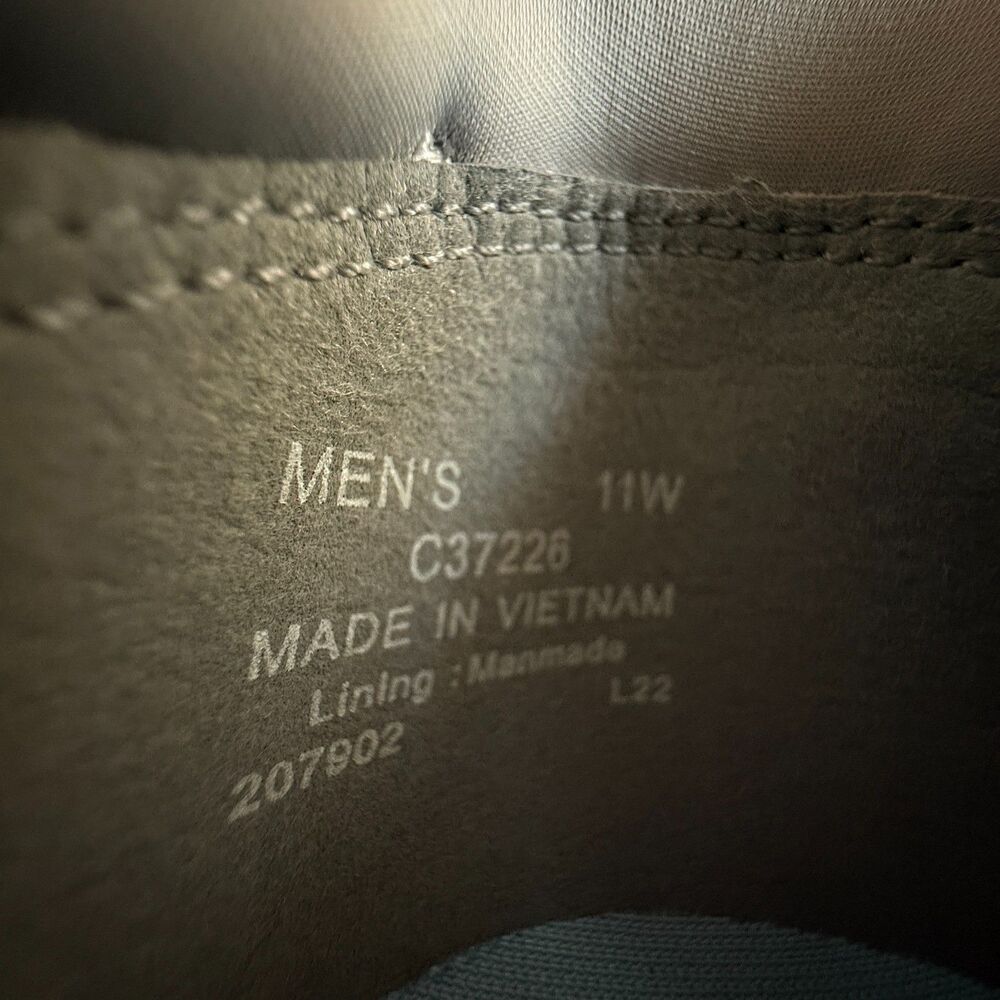 MEN'S 11W
C37226
MADE IN VIETNAM
Lining : Manmade
207902 L22